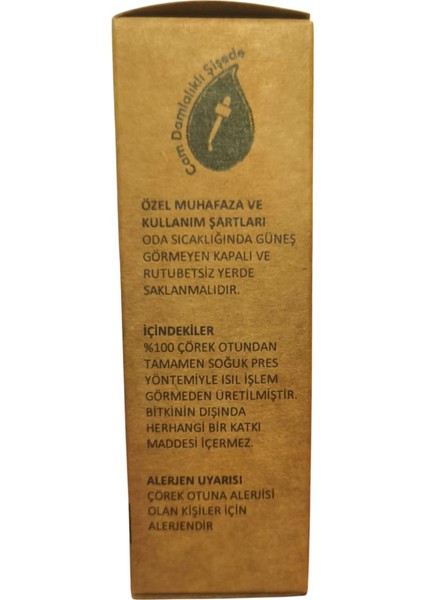 Cam Damlalıklı Şişede
ÖZEL MUHAFAZA VE
KULLANIM ŞARTLARI
ODA SICAKLIĞINDA GÜNEŞ
GÖRMEYEN KAPALI VE
RUTUBETSİZ YERDE
SAKLANMALIDIR.
İÇİNDEKİLER
%100 ÇÖREK OTUNDAN
TAMAMEN SOĞUK PRES
YÖNTEMİYLE ISIL İŞLEM
GÖRMEDEN ÜRETİLMİŞTİR.
BİTKİNİN DIŞINDA
HERHANGİ BİR KATKI
MADDESİ İÇERMEZ.
ALERJEN UYARISI
ÇÖREK OTUNA ALERJİSİ
OLAN KİŞİLER İÇİN
ALERJENDİR